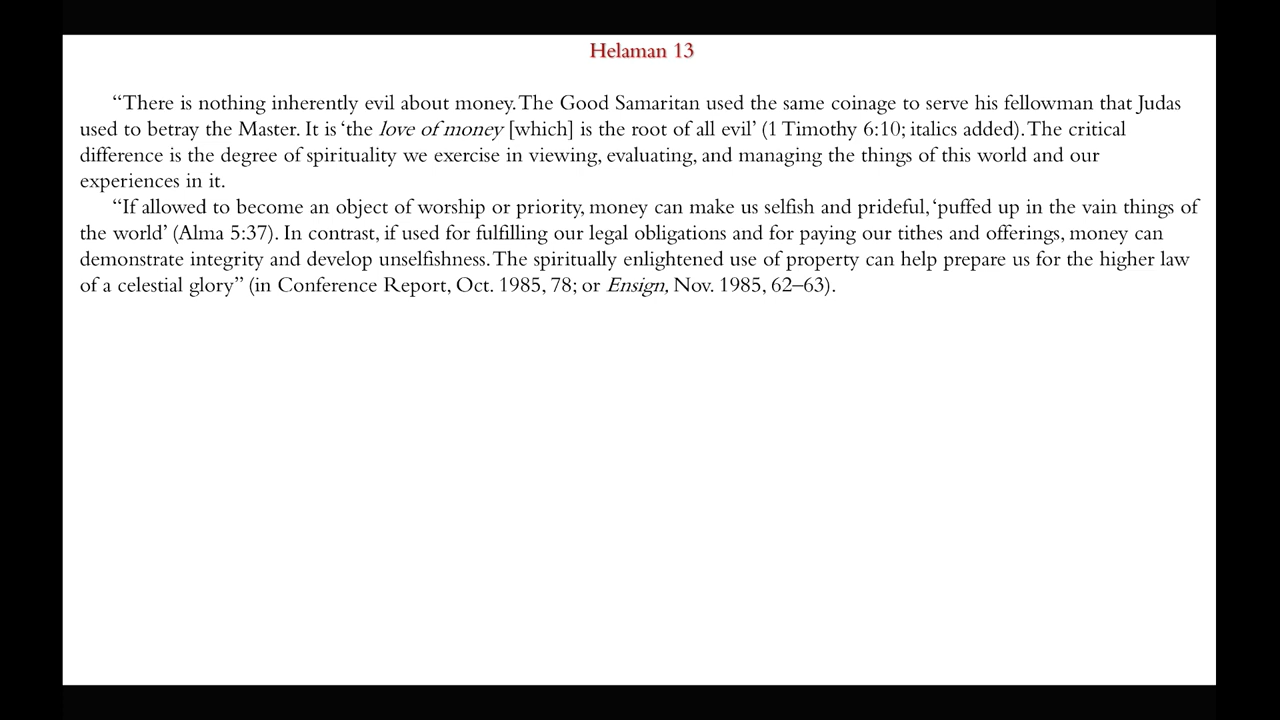 Helaman 13
“There is nothing inherently evil about money. The Good Samaritan used the same coinage to serve his fellowman that Judas
used to betray the Master. It is ‘the love of money [which] is the root of all evil’ (1 Timothy 6:10; italics added). The critical
difference is the degree of spirituality we exercise in viewing, evaluating, and managing the things of this world and our
experiences in it.
“If allowed to become an object of worship or priority, money can make us selfish and prideful, ‘puffed up in the vain things of
the world’ (Alma 5:37). In contrast, if used for fulfilling our legal obligations and for paying our tithes and offerings, money can
demonstrate integrity and develop unselfishness. The spiritually enlightened use of property can help prepare us for the higher law
of a celestial glory” (in Conference Report, Oct. 1985, 78; or Ensign, Nov. 1985, 62–63).